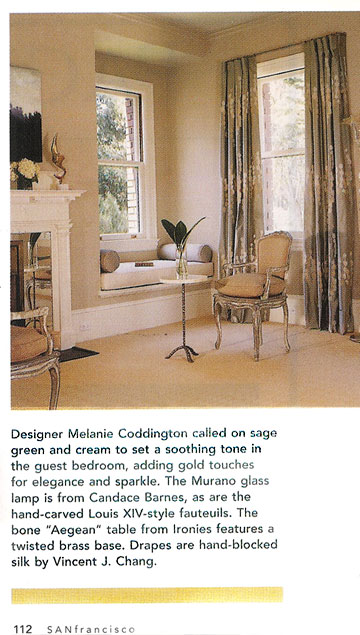 Designer Melanie Coddington called on sage
green and cream to set a soothing tone in
the guest bedroom, adding gold touches
for elegance and sparkle. The Murano glass
lamp is from Candace Barnes, as are the
hand-carved Louis XIV-style fauteuils. The
bone “Aegean” table from Ironies features a
twisted brass base. Drapes are hand-blocked
silk by Vincent J. Chang.
112 SANfrancisco